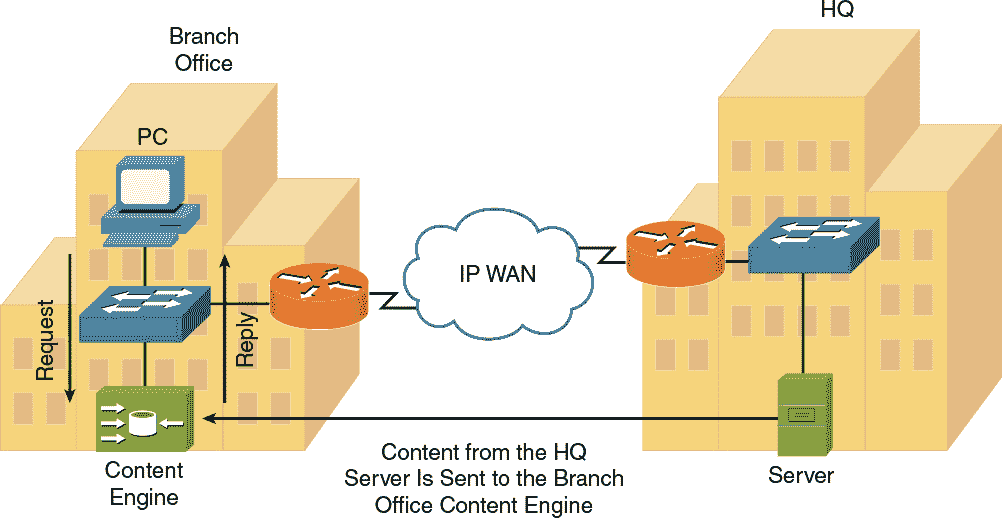 Branch
Office
HQ
PC
IP WAN
Request
Reply
Content
Engine
Content from the HQ
Server Is Sent to the Branch
Office Content Engine
Server